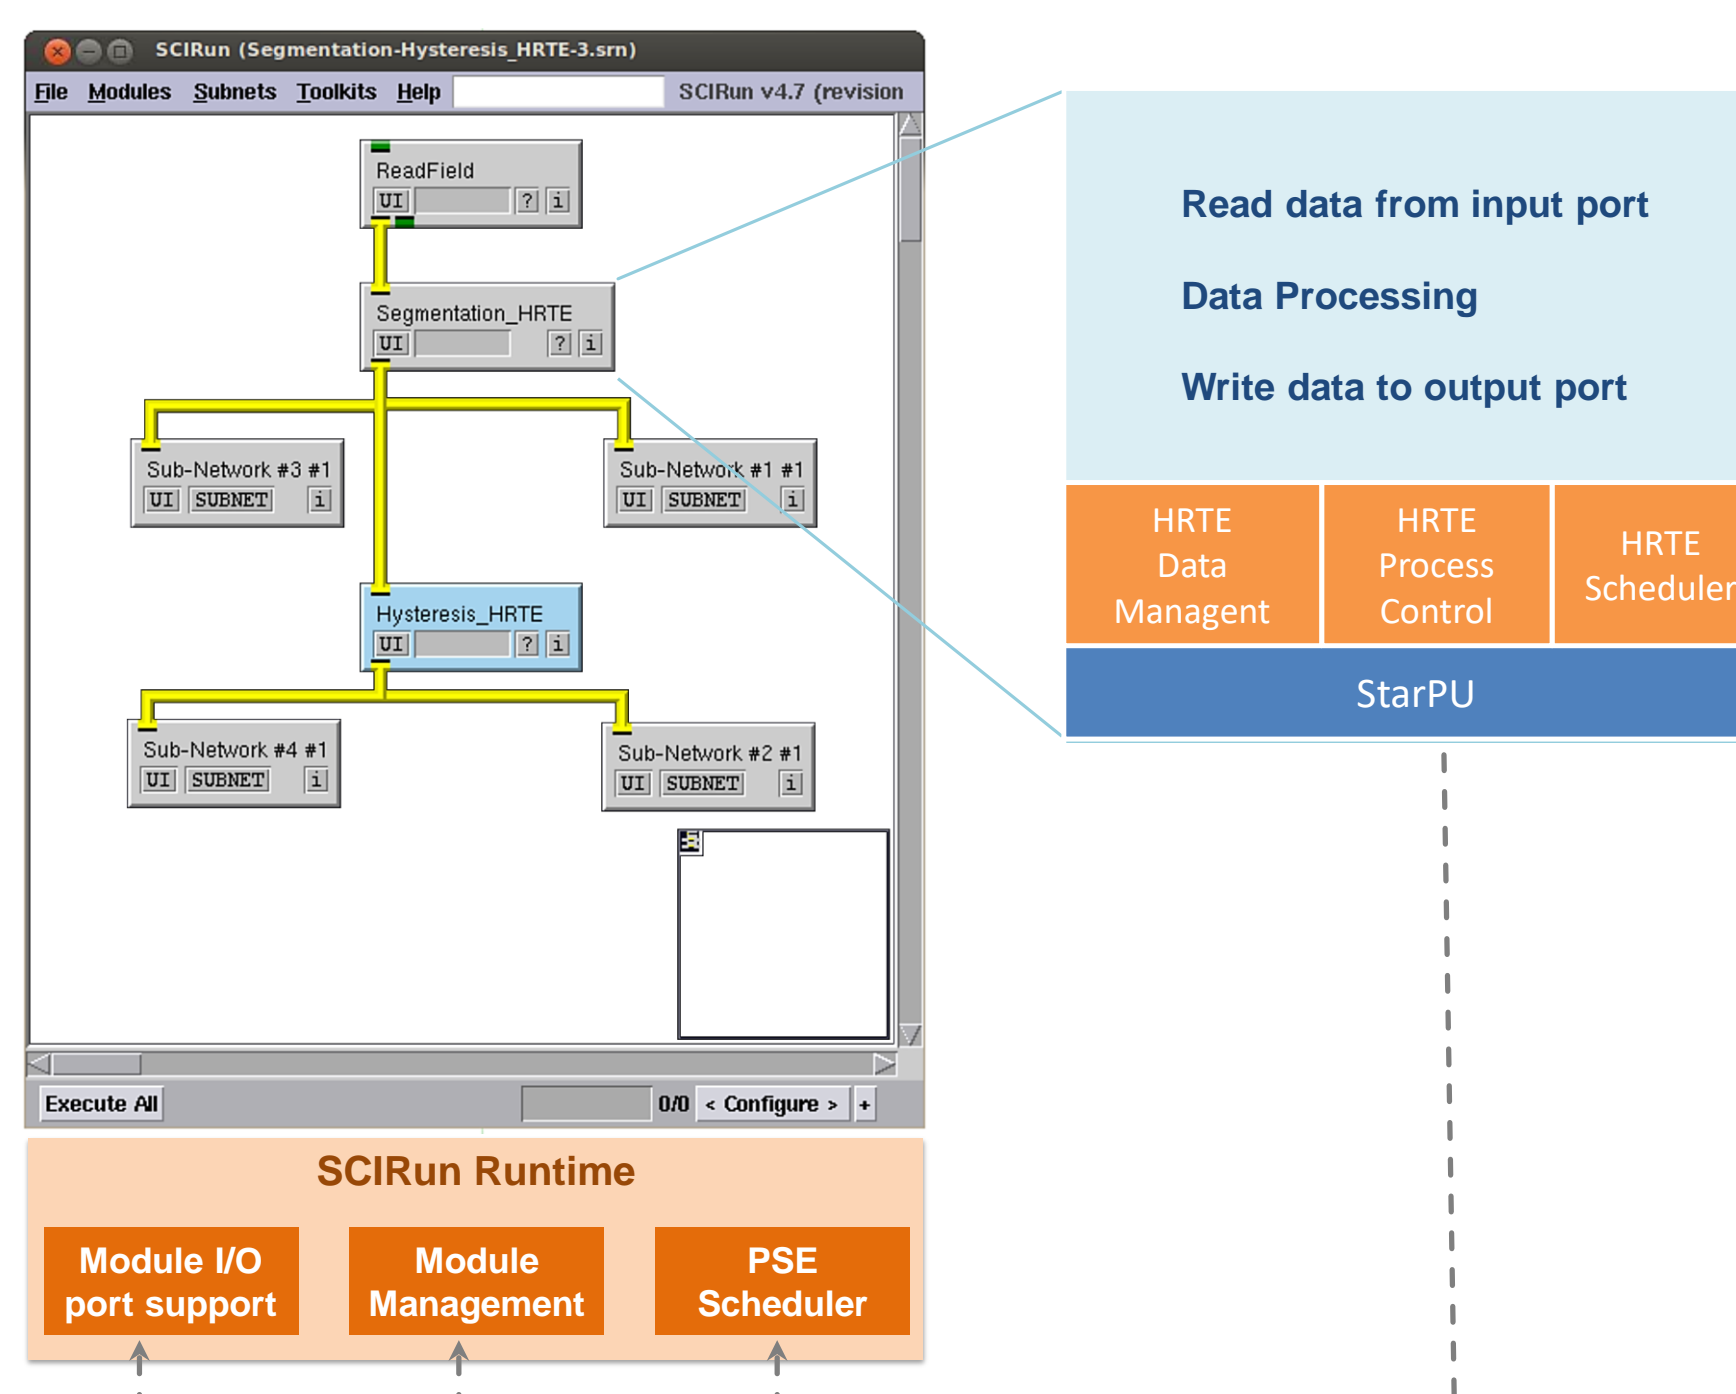 SCIRun (Segmentation-Hysteresis_HRTE-3.srn)
File Modules Subnets Toolkits Help SCIRun v4.7 (revision
ReadField
UI ? i
Segmentation_HRTE
UI ? i
Sub-Network #3 #1
UI SUBNET i
Sub-Network #1 #1
UI SUBNET i
Hysteresis_HRTE
UI ? i
Sub-Network #4 #1
UI SUBNET i
Sub-Network #2 #1
UI SUBNET i
Execute All 0/0 < Configure > +
SCIRun Runtime
Module I/O
port support
Module
Management
PSE
Scheduler
Read data from input port
Data Processing
Write data to output port
HRTE
Data
Managent
HRTE
Process
Control
HRTE
Scheduler
StarPU